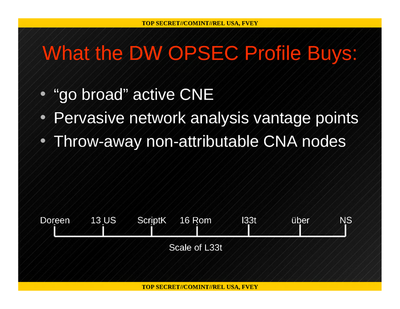 TOP SECRET//COMINT//REL USA, FVEY
What the DW OPSEC Profile Buys:
• “go broad” active CNE
• Pervasive network analysis vantage points
• Throw-away non-attributable CNA nodes
Doreen 13 US ScriptK 16 Rom l33t über NS
Scale of L33t
TOP SECRET//COMINT//REL USA, FVEY